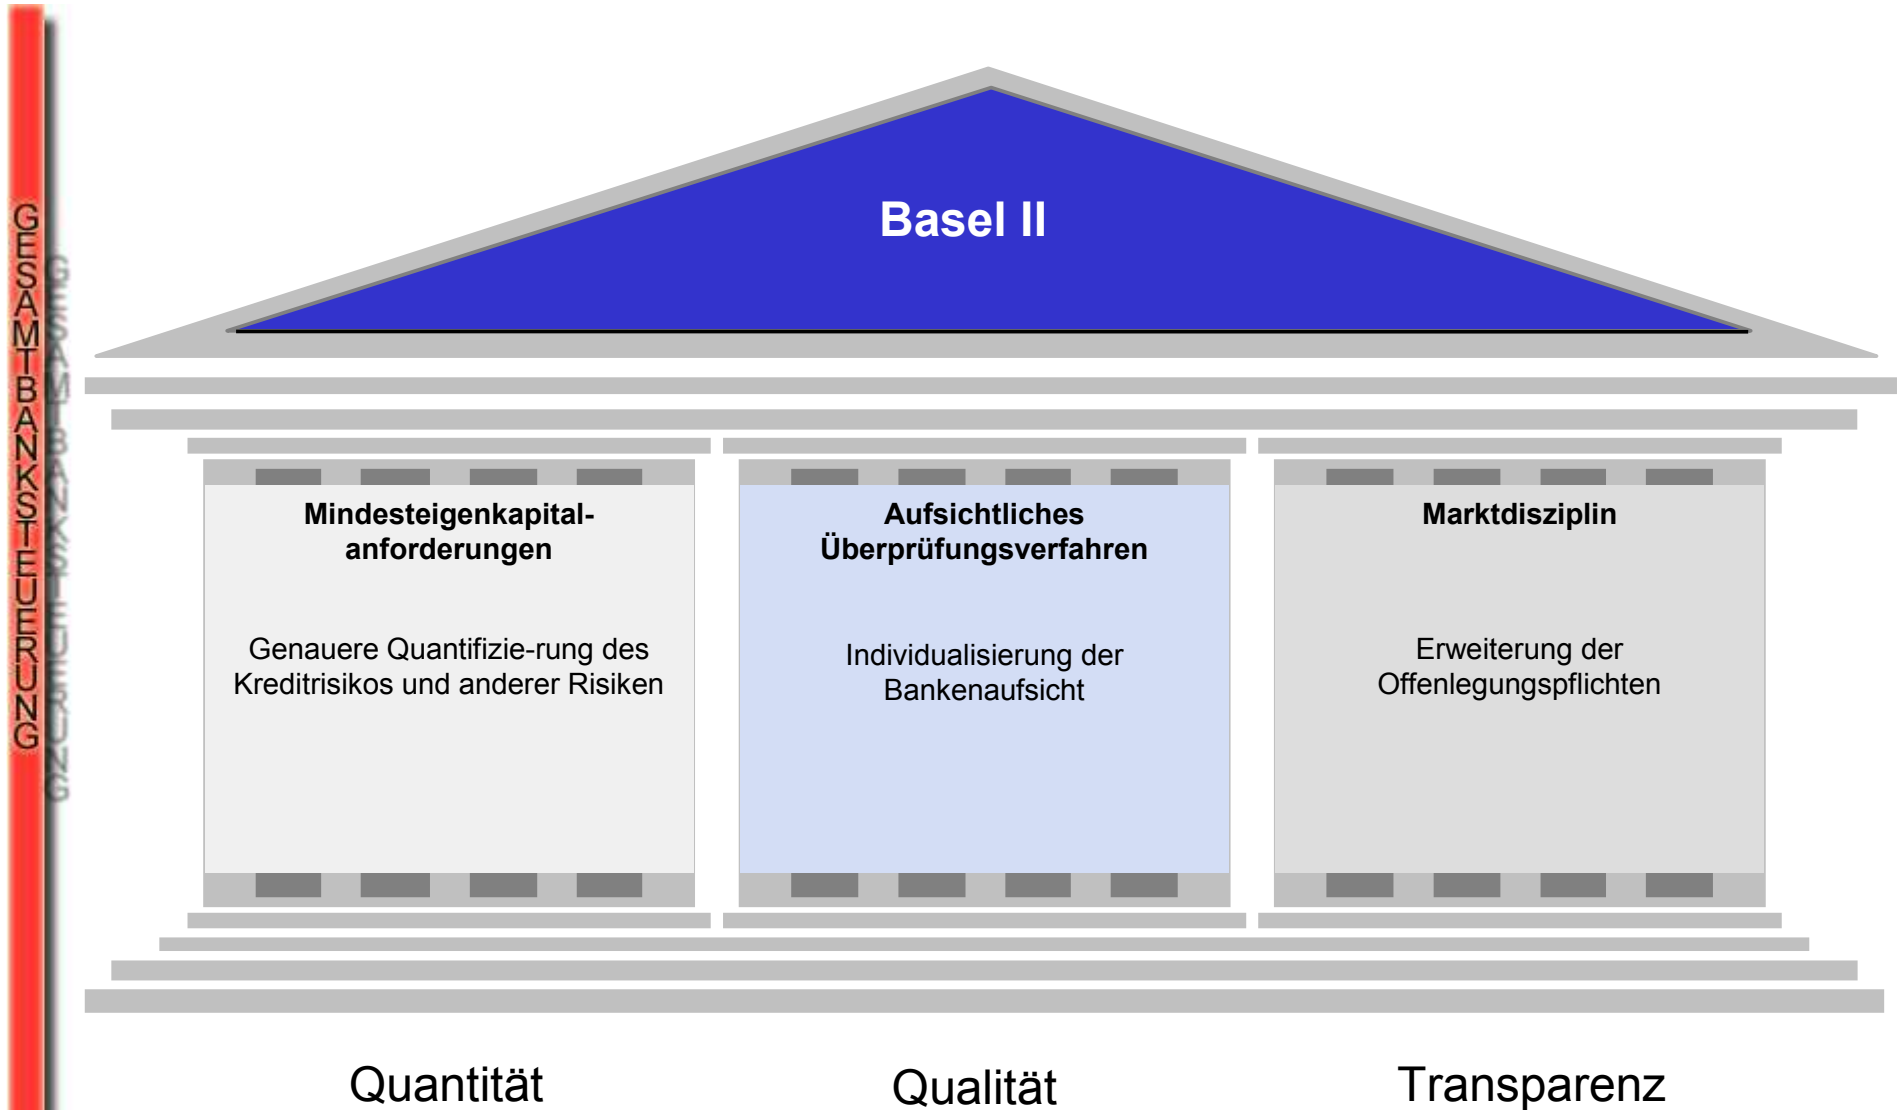 GESAMTBANKSTEUERUNG
Basel II
Mindesteigenkapital-
anforderungen
Genauere Quantifizie-rung des
Kreditrisikos und anderer Risiken
Aufsichtliches
Überprüfungsverfahren
Individualisierung der
Bankenaufsicht
Marktdisziplin
Erweiterung der
Offenlegungspflichten
Quantität
Qualität
Transparenz